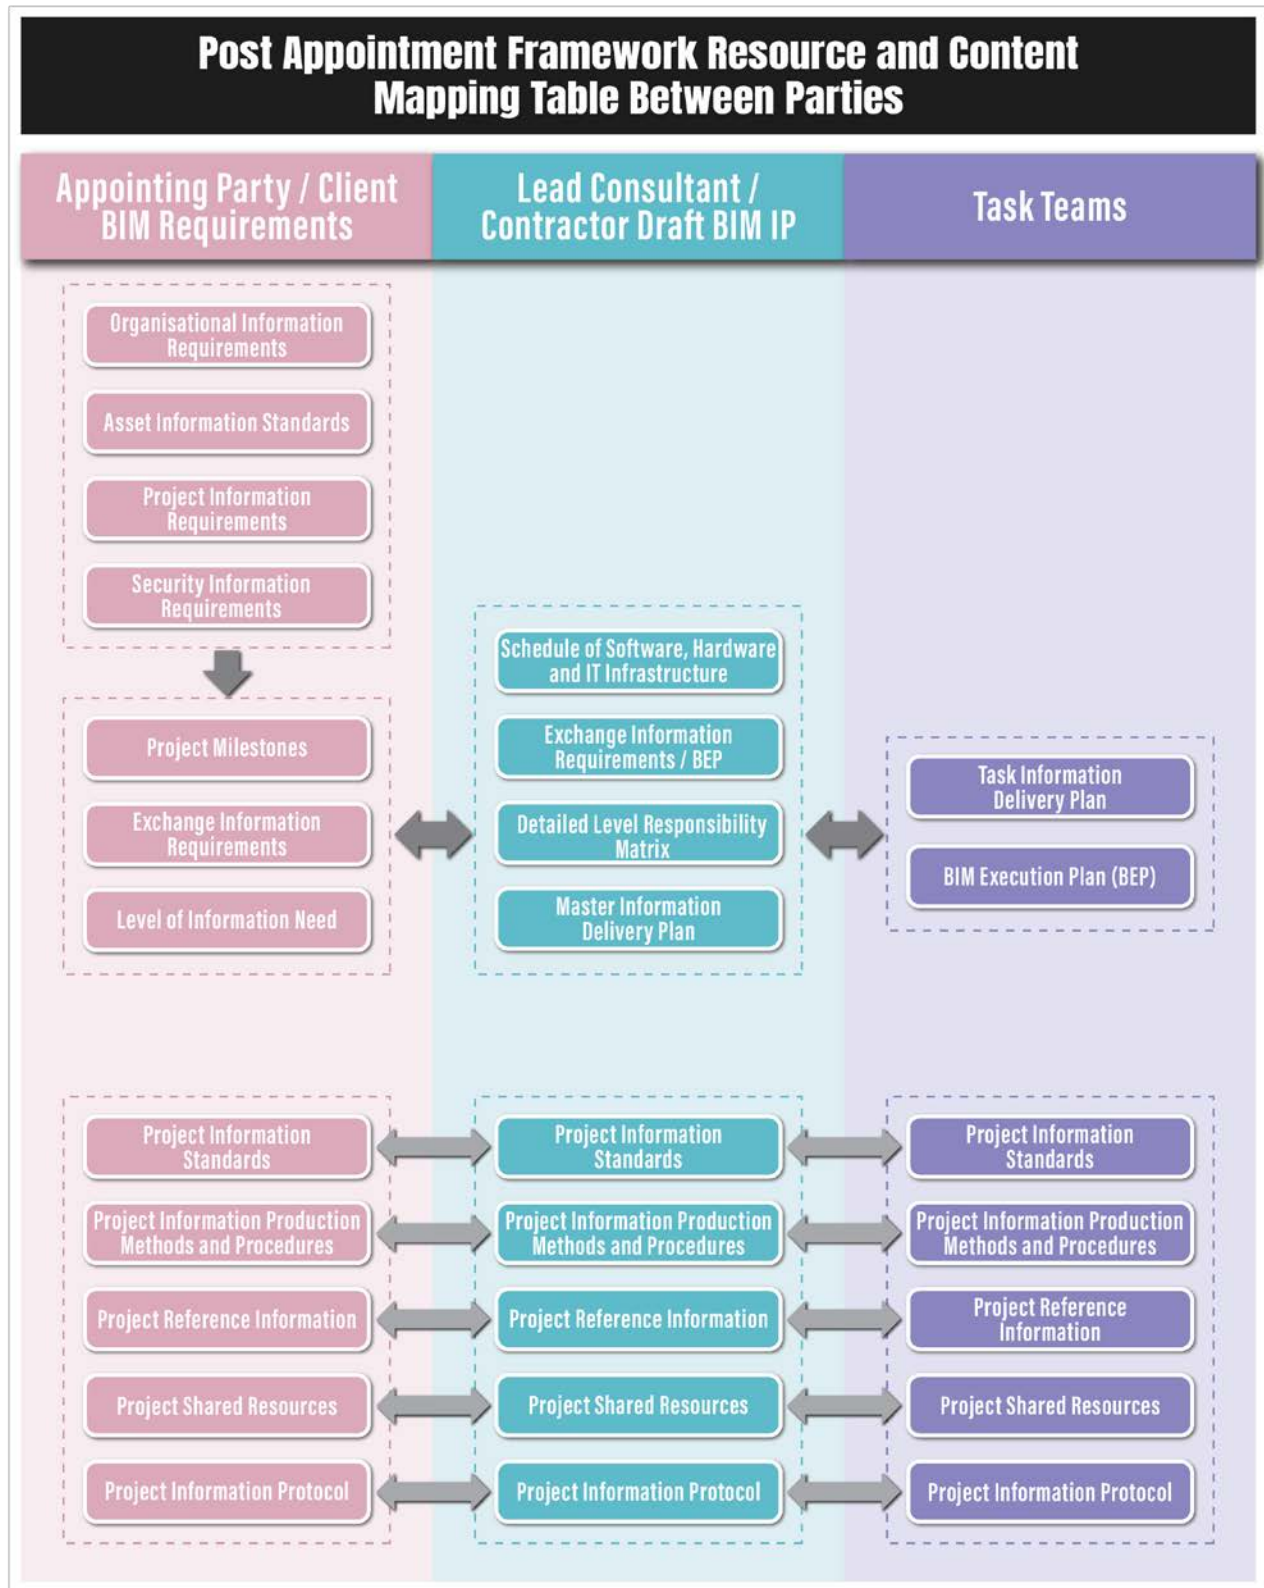 Post Appointment Framework Resource and Content
Mapping Table Between Parties
Appointing Party / Client
BIM Requirements
Lead Consultant /
Contractor Draft BIM IP
Task Teams
Organisational Information
Requirements
Asset Information Standards
Project Information
Requirements
Security Information
Requirements
Project Milestones
Exchange Information
Requirements
Level of Information Need
Schedule of Software, Hardware
and IT Infrastructure
Exchange Information
Requirements / BEP
Detailed Level Responsibility
Matrix
Master Information
Delivery Plan
Task Information
Delivery Plan
BIM Execution Plan (BEP)
Project Information
Standards
Project Information
Standards
Project Information
Standards
Project Information Production
Methods and Procedures
Project Information Production
Methods and Procedures
Project Information Production
Methods and Procedures
Project Reference Information
Project Reference Information
Project Reference
Information
Project Shared Resources
Project Shared Resources
Project Shared Resources
Project Information Protocol
Project Information Protocol
Project Information Protocol